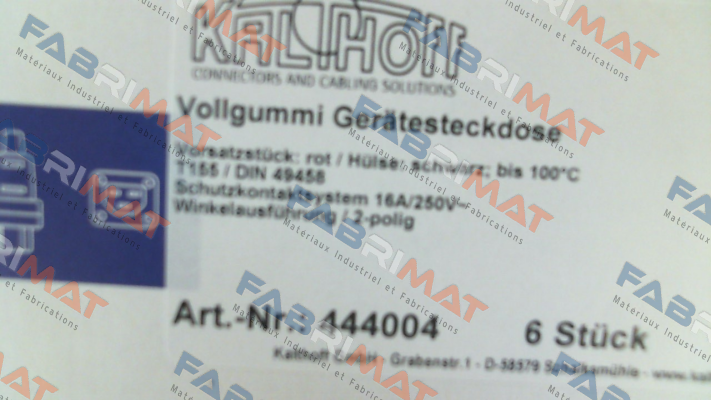 KALTHOFF
CONNECTORS AND CABLING SOLUTIONS
Vollgummi Gerätesteckdose
Vorsatzstück: rot / Hülse: schwarz; bis 100°C
T155 / DIN 49458
Schutzkontaktsystem 16A/250V~
Winkelausführung / 2-polig
Art.-Nr.: 444004 6 Stück
Kalthoff GmbH · Grabenstr.1 - D-58579 Schalksmühle - www.kal
FABRIMAT
Matériaux Industriel et Fabrications